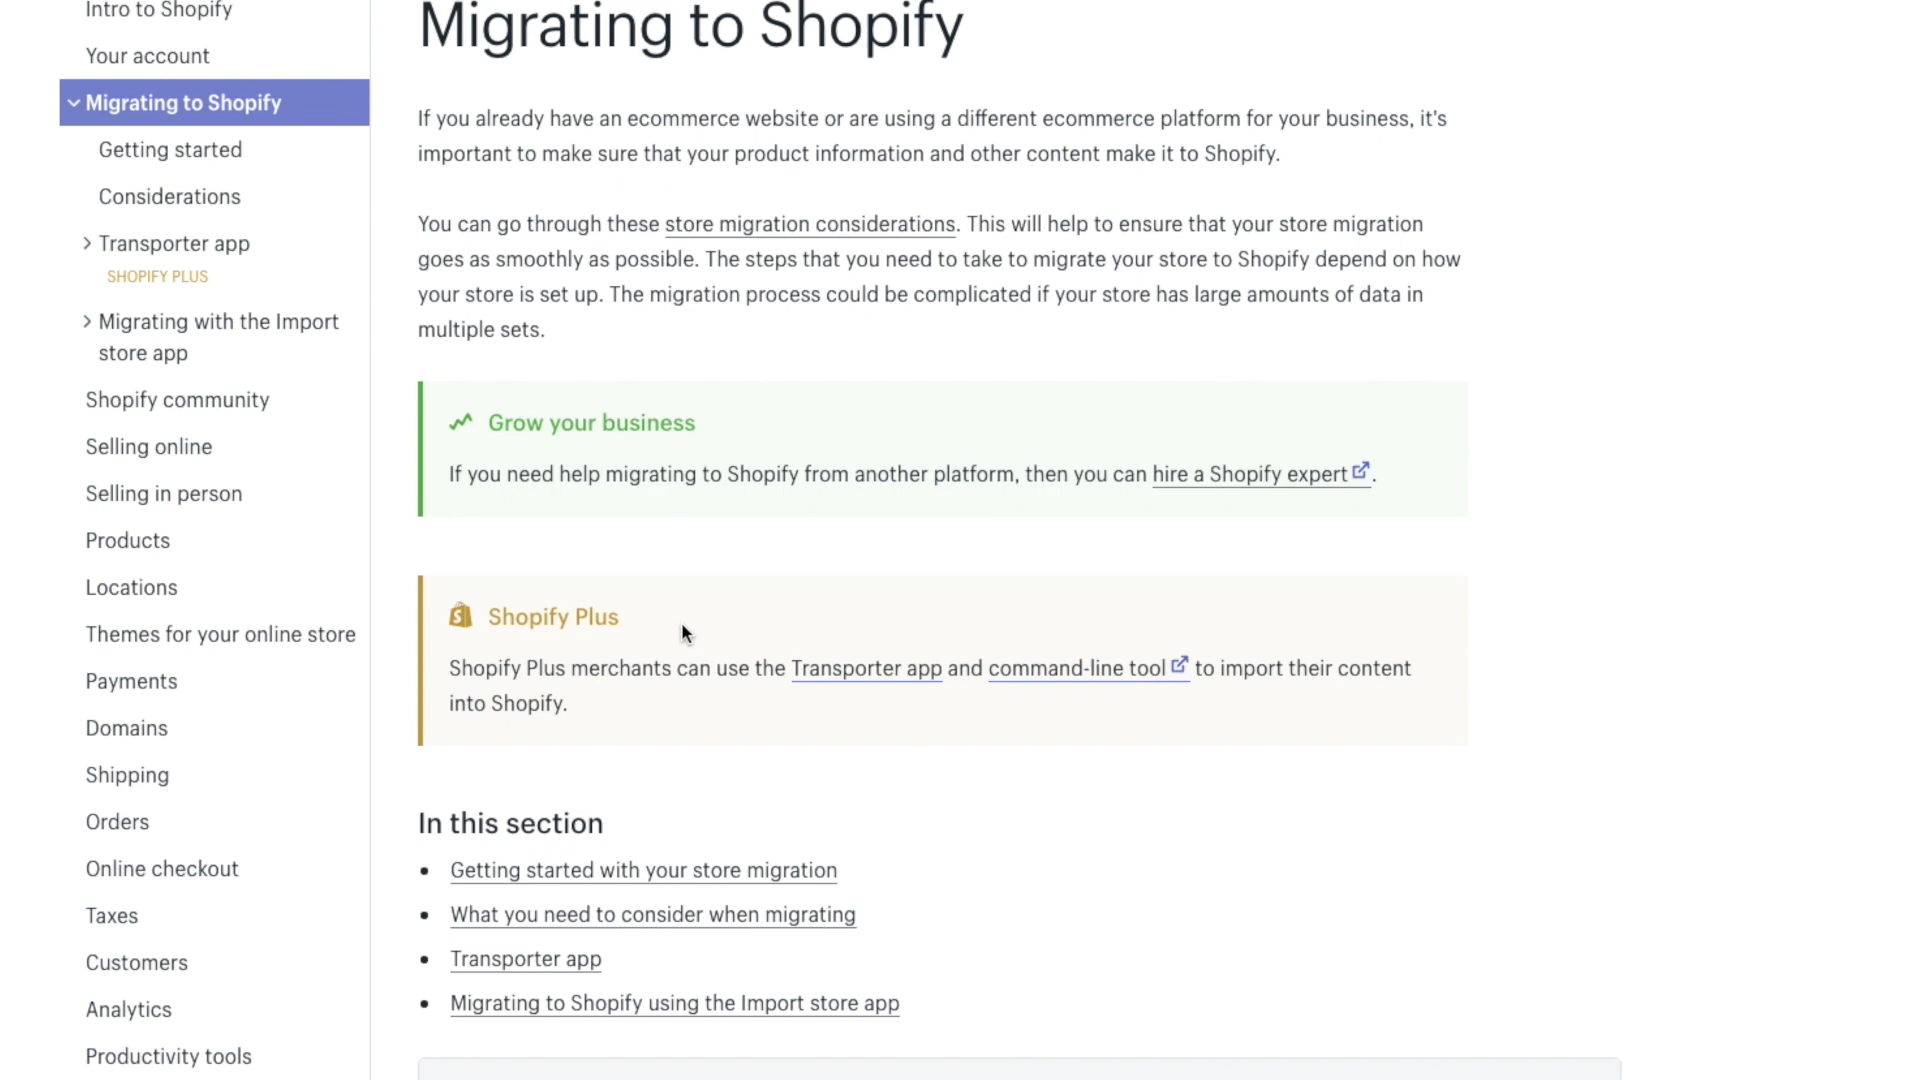 Intro to Shopify
Your account
Migrating to Shopify
Getting started
Considerations
Transporter app
SHOPIFY PLUS
Migrating with the Import
store app
Shopify community
Selling online
Selling in person
Products
Locations
Themes for your online store
Payments
Domains
Shipping
Orders
Online checkout
Taxes
Customers
Analytics
Productivity tools
Migrating to Shopify
If you already have an ecommerce website or are using a different ecommerce platform for your business, it's
important to make sure that your product information and other content make it to Shopify.
You can go through these store migration considerations. This will help to ensure that your store migration
goes as smoothly as possible. The steps that you need to take to migrate your store to Shopify depend on how
your store is set up. The migration process could be complicated if your store has large amounts of data in
multiple sets.
Grow your business
If you need help migrating to Shopify from another platform, then you can hire a Shopify expert.
Shopify Plus
Shopify Plus merchants can use the Transporter app and command-line tool to import their content
into Shopify.
In this section
• Getting started with your store migration
• What you need to consider when migrating
• Transporter app
• Migrating to Shopify using the Import store app